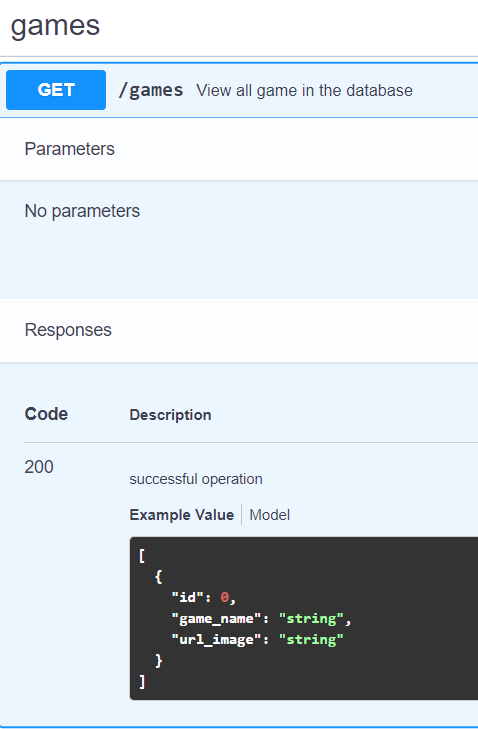 games
GET /games View all game in the database
Parameters
No parameters
Responses
Code Description
200 successful operation
Example Value Model
[
{
"id": 0,
"game_name": "string",
"url_image": "string"
}
]